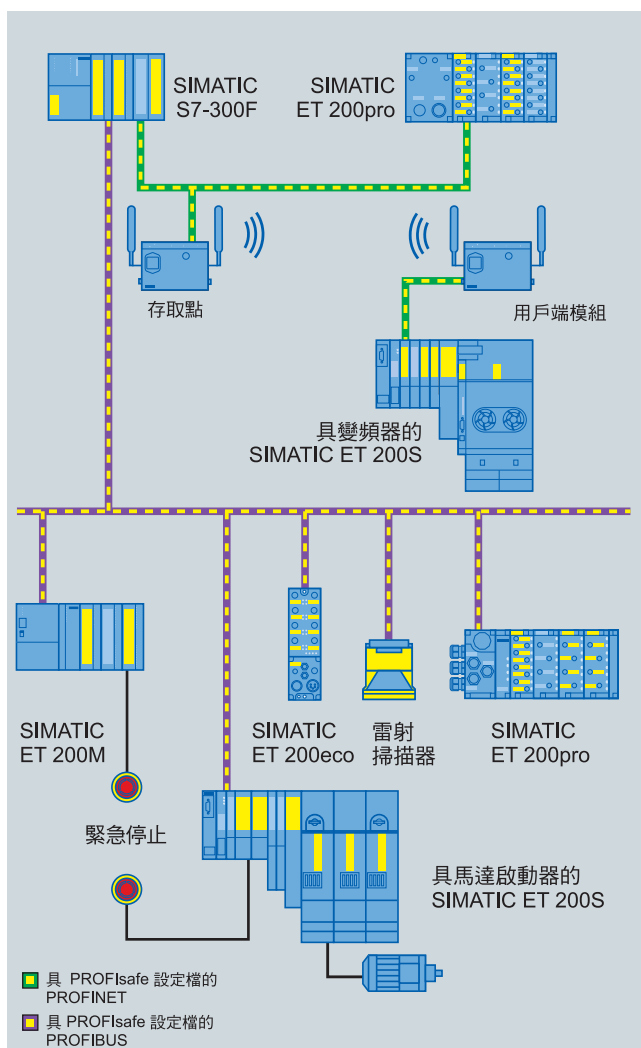 SIMATIC
S7-300F
SIMATIC
ET 200pro
存取點
用戶端模組
具變頻器的
SIMATIC ET 200S
SIMATIC
ET 200M
SIMATIC
ET 200eco
雷射
掃描器
SIMATIC
ET 200pro
緊急停止
具馬達啟動器的
SIMATIC ET 200S
具 PROFIsafe 設定檔的
PROFINET
具 PROFIsafe 設定檔的
PROFIBUS